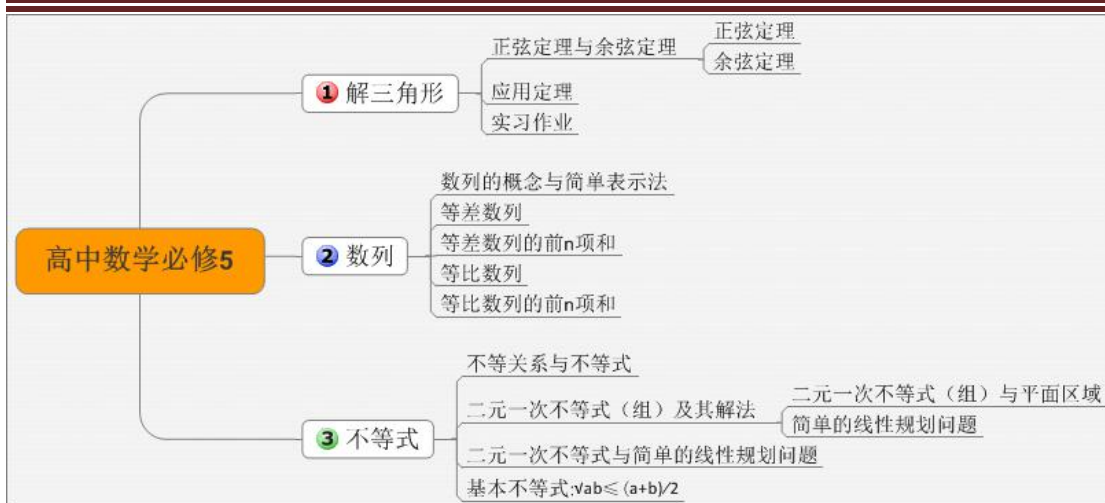 高中数学必修5
1 解三角形
正弦定理与余弦定理
正弦定理
余弦定理
应用定理
实习作业
2 数列
数列的概念与简单表示法
等差数列
等差数列的前n项和
等比数列
等比数列的前n项和
3 不等式
不等关系与不等式
二元一次不等式（组）及其解法
二元一次不等式（组）与平面区域
简单的线性规划问题
二元一次不等式与简单的线性规划问题
基本不等式:√ab≤(a+b)/2